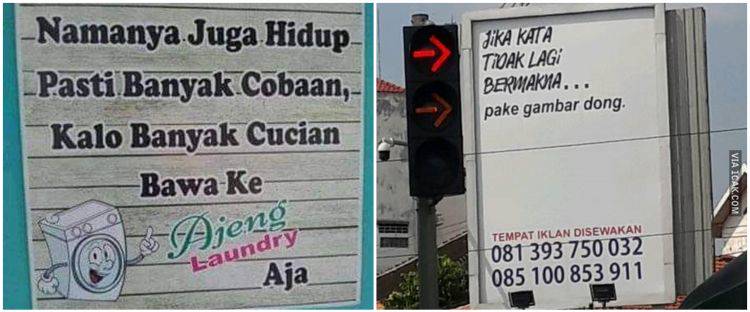 Namanya Juga Hidup
Pasti Banyak Cobaan,
Kalo Banyak Cucian
Bawa Ke
Ajeng
Laundry
Aja
JIKA KATA
TIDAK LAGI
BERMAKNA...
pake gambar dong.
TEMPAT IKLAN DISEWAKAN
081 393 750 032
085 100 853 911
VIA 1CAK.COM